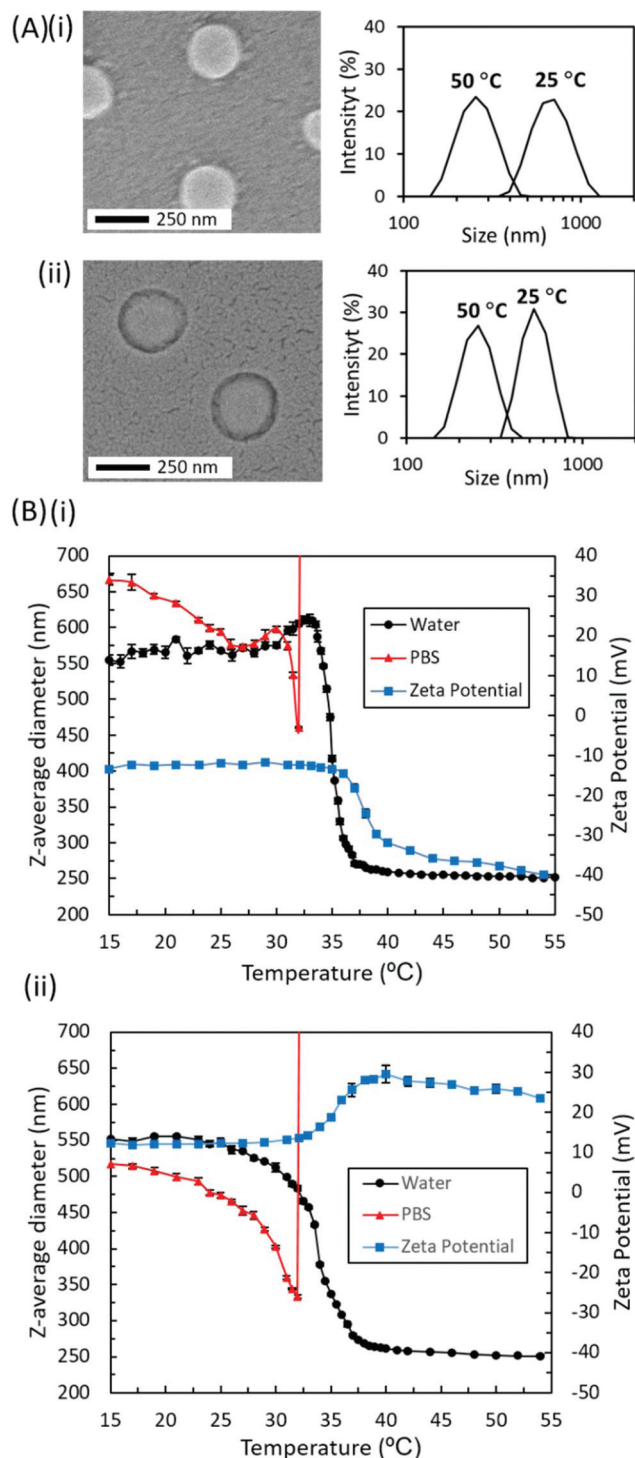 (A)(i)
250 nm
Intensityt (%)
40
30
20
10
0
50 °C
25 °C
100
1000
Size (nm)
(ii)
250 nm
Intensityt (%)
40
30
20
10
0
50 °C
25 °C
100
1000
Size (nm)
(B)(i)
Z-aveerage diameter (nm)
700
650
600
550
500
450
400
350
300
250
200
Water
PBS
Zeta Potential
40
30
20
10
0
-10
-20
-30
-40
-50
Zeta Potential (mV)
15 20 25 30 35 40 45 50 55
Temperature (°C)
(ii)
Z-average diameter (nm)
700
650
600
550
500
450
400
350
300
250
200
Water
PBS
Zeta Potential
40
30
20
10
0
-10
-20
-30
-40
-50
Zeta Potential (mV)
15 20 25 30 35 40 45 50 55
Temperature (°C)